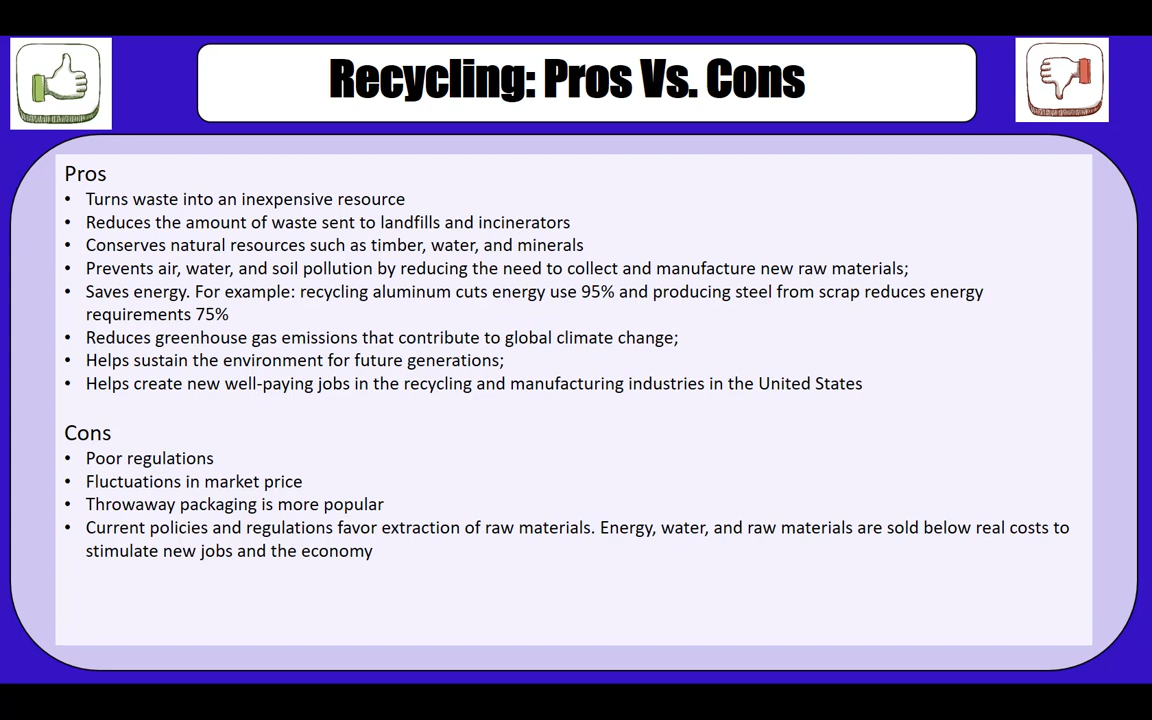 Recycling: Pros Vs. Cons
Pros
• Turns waste into an inexpensive resource
• Reduces the amount of waste sent to landfills and incinerators
• Conserves natural resources such as timber, water, and minerals
• Prevents air, water, and soil pollution by reducing the need to collect and manufacture new raw materials;
• Saves energy. For example: recycling aluminum cuts energy use 95% and producing steel from scrap reduces energy
requirements 75%
• Reduces greenhouse gas emissions that contribute to global climate change;
• Helps sustain the environment for future generations;
• Helps create new well-paying jobs in the recycling and manufacturing industries in the United States
Cons
• Poor regulations
• Fluctuations in market price
• Throwaway packaging is more popular
• Current policies and regulations favor extraction of raw materials. Energy, water, and raw materials are sold below real costs to
stimulate new jobs and the economy